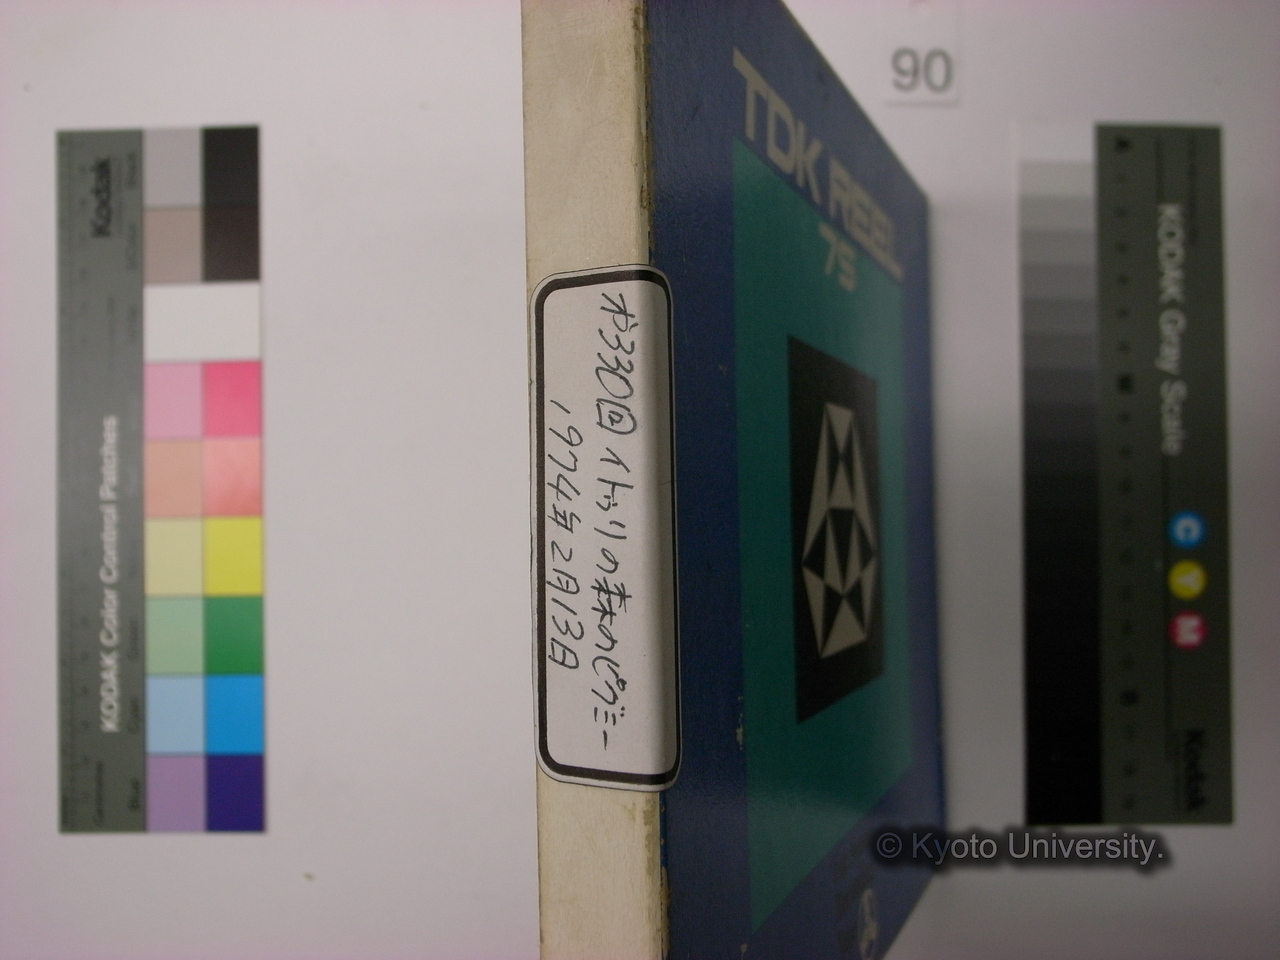 90
TDK REEL
75
オ330回 イトゥリの森のピグミー
1974年2月13日
Kodak
KODAK Color Control Patches
KODAK Gray Scale
C
Y
M
Kodak
© Kyoto University.